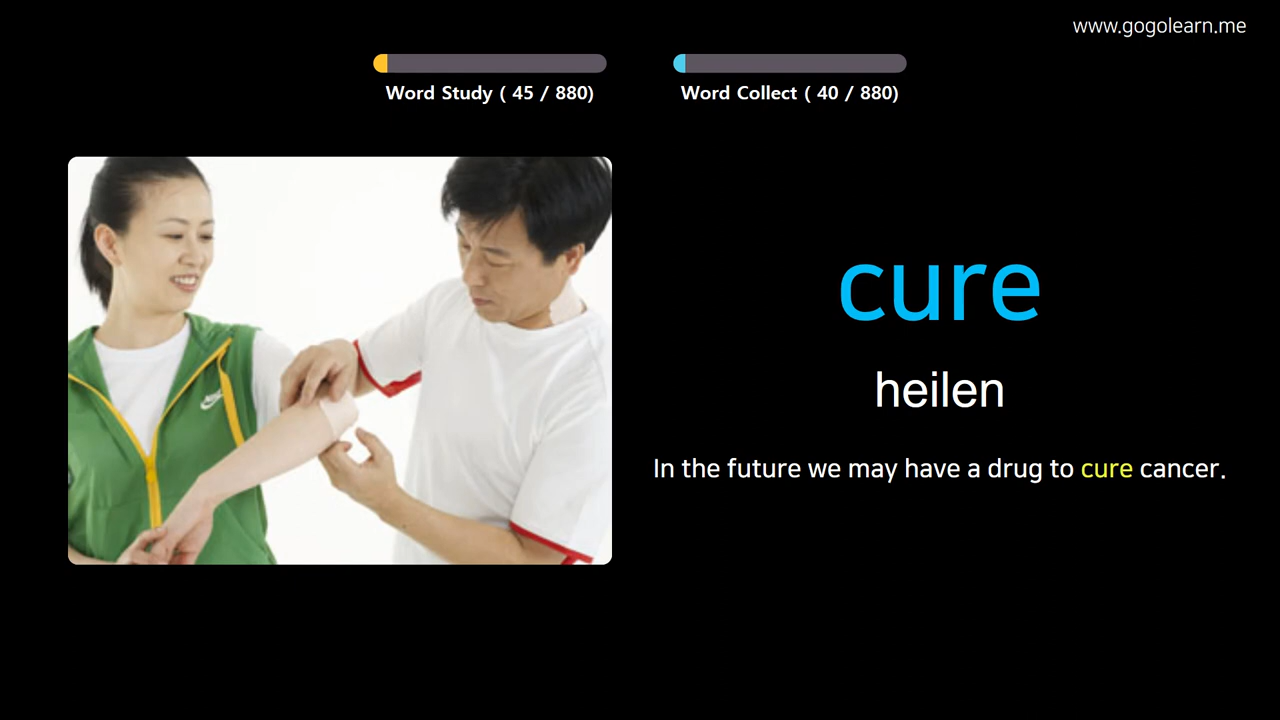 www.gogolearn.me
Word Study ( 45 / 880)
Word Collect ( 40 / 880)
cure
heilen
In the future we may have a drug to cure cancer.